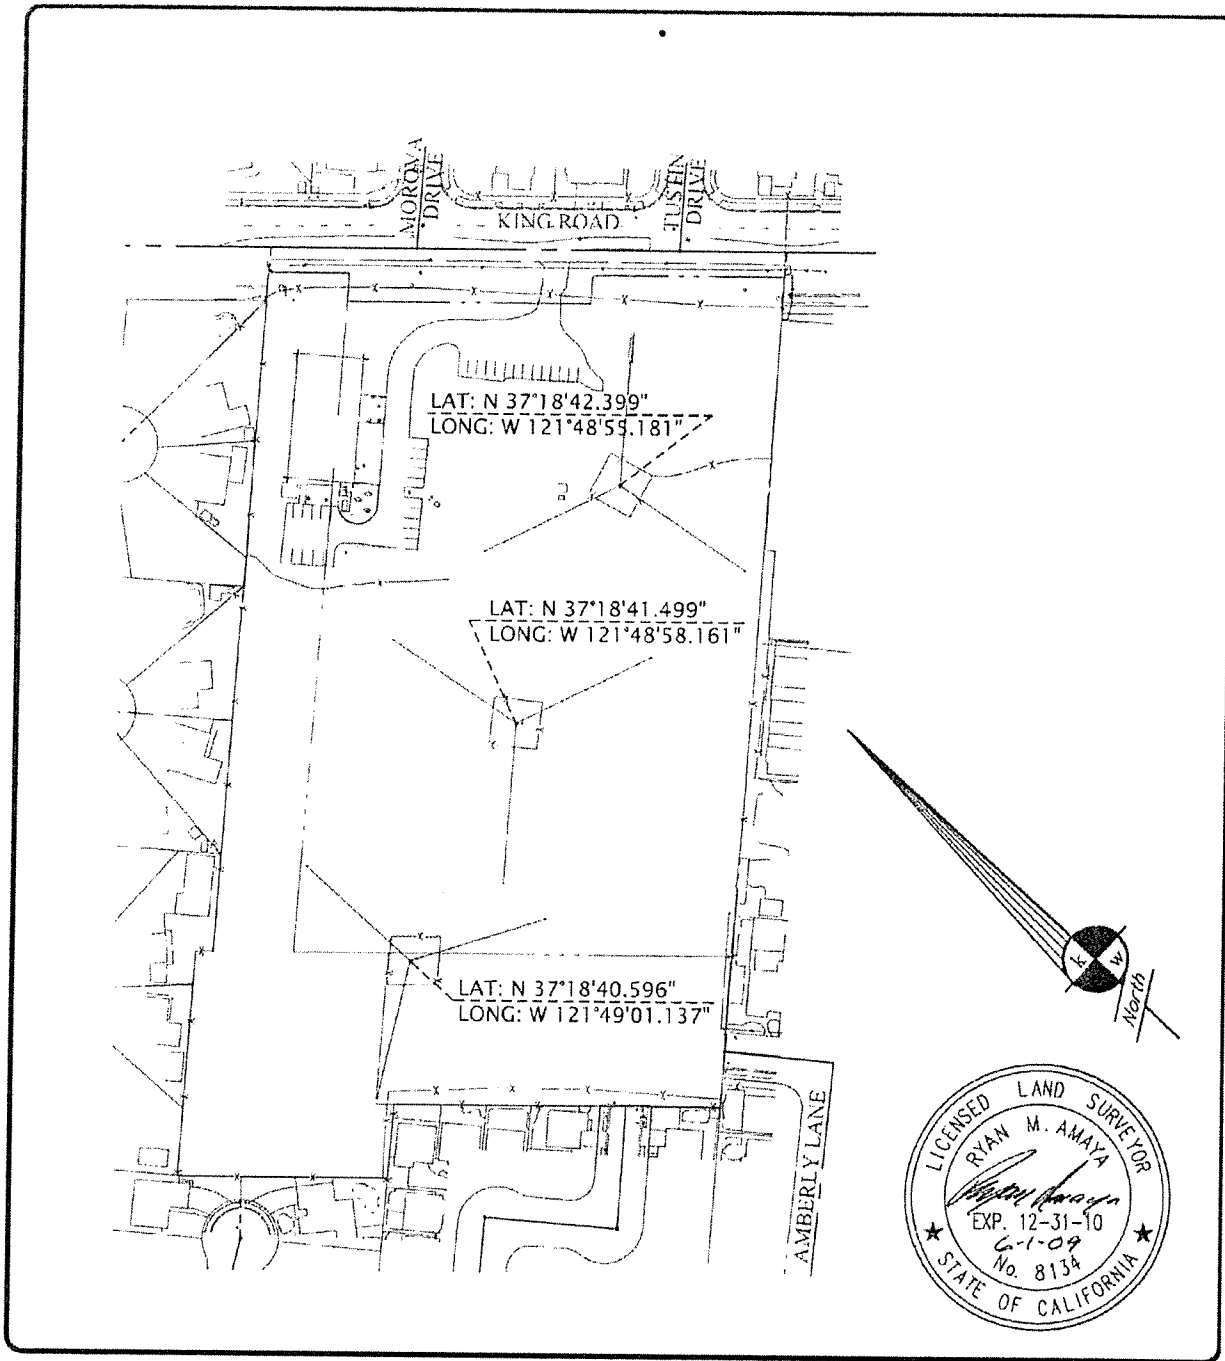 MOROVA
DRIVE
TUSTIN
DRIVE
KING ROAD
LAT: N 37°18'42.399"
LONG: W 121°48'55.181"
LAT: N 37°18'41.499"
LONG: W 121°48'58.161"
LAT: N 37°18'40.596"
LONG: W 121°49'01.137"
K
W
North
AMBERLY LANE
LICENSED LAND SURVEYOR
RYAN M. AMAYA
EXP. 12-31-10
6-1-09
No. 8134
STATE OF CALIFORNIA